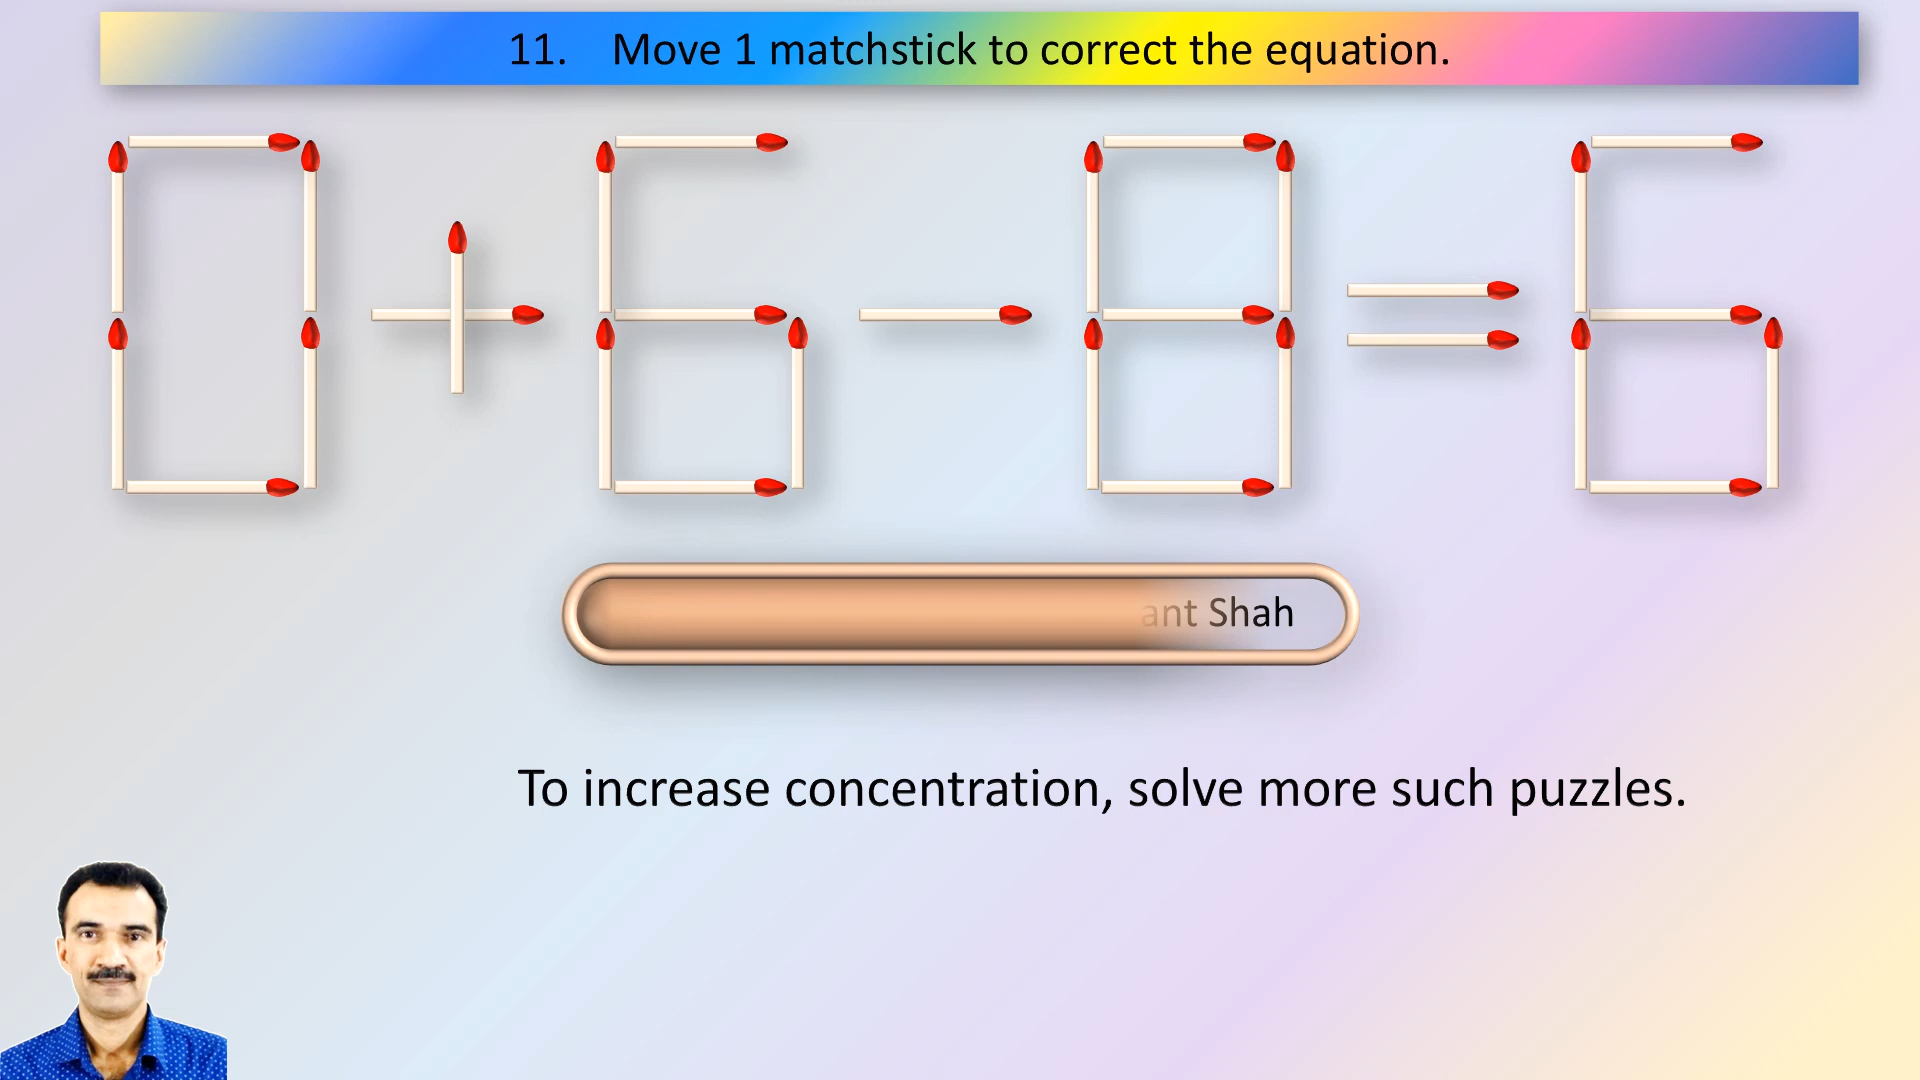 11. Move 1 matchstick to correct the equation.
0 + 6 - 8 = 6
Shah
To increase concentration, solve more such puzzles.